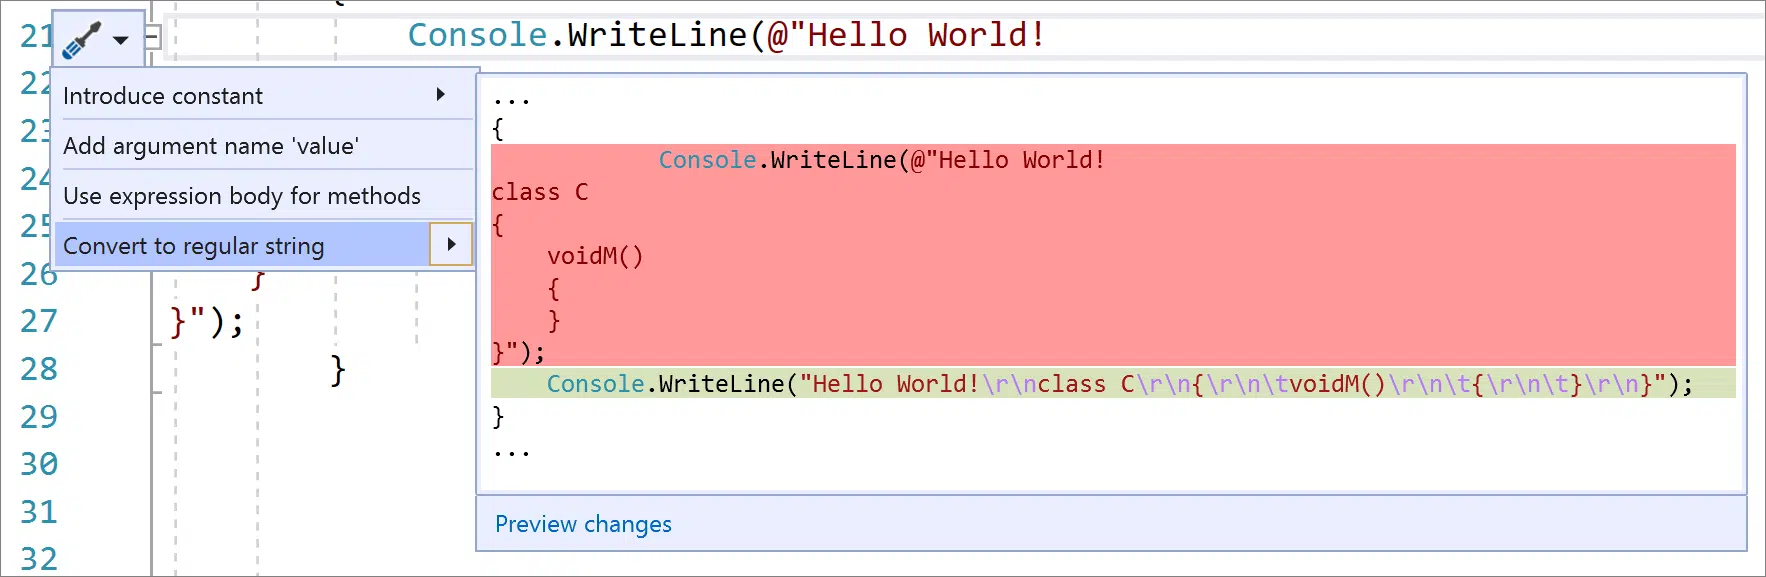 21 Console.WriteLine(@"Hello World!
22
Introduce constant
23
Add argument name 'value'
24
Use expression body for methods
25
Convert to regular string
26 }
27 }");
28 }
29
30
31
32
...
{
Console.WriteLine(@"Hello World!
class C
{
voidM()
{
}
}");
Console.WriteLine("Hello World!\r\nclass C\r\n{\r\n\tvoidM()\r\n\t{\r\n\t}\r\n}");
}
...
Preview changes